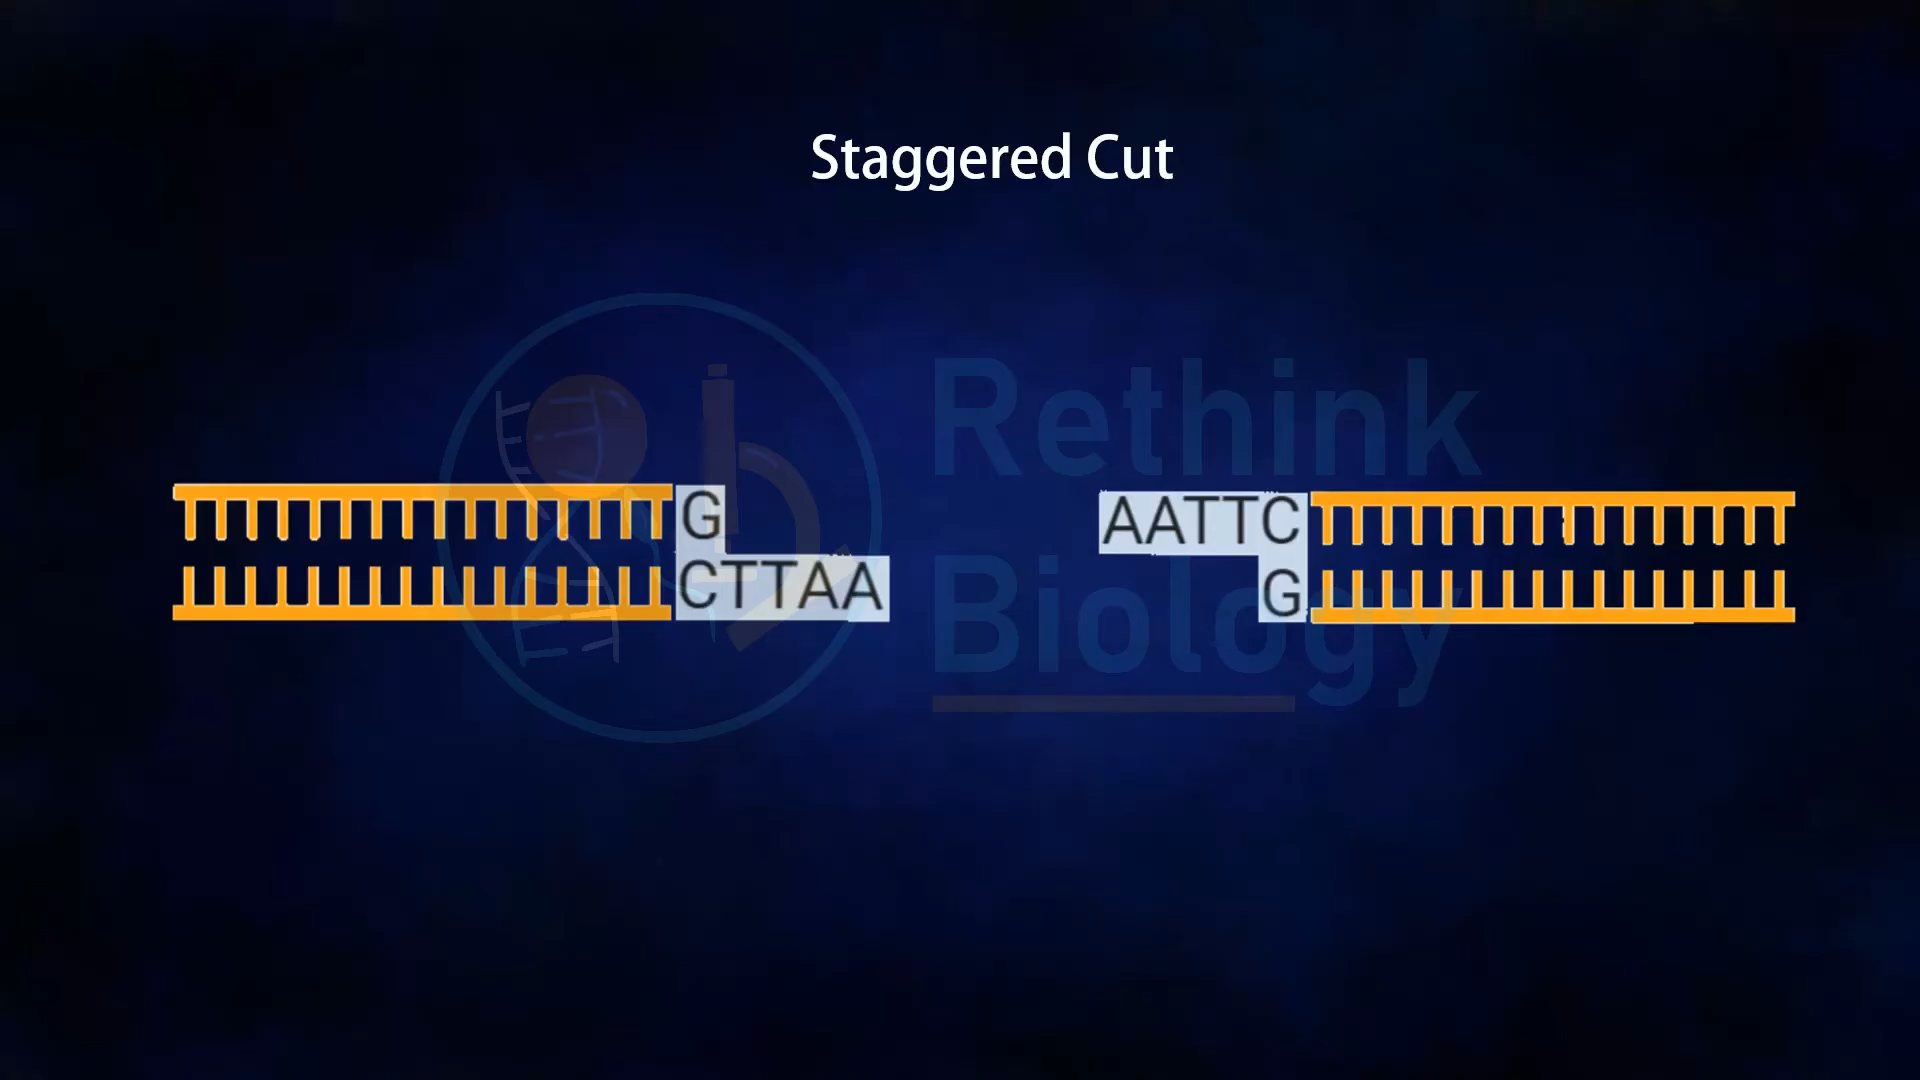 Staggered Cut
Rethink
Biology
G
CTTAA
AATTC
G